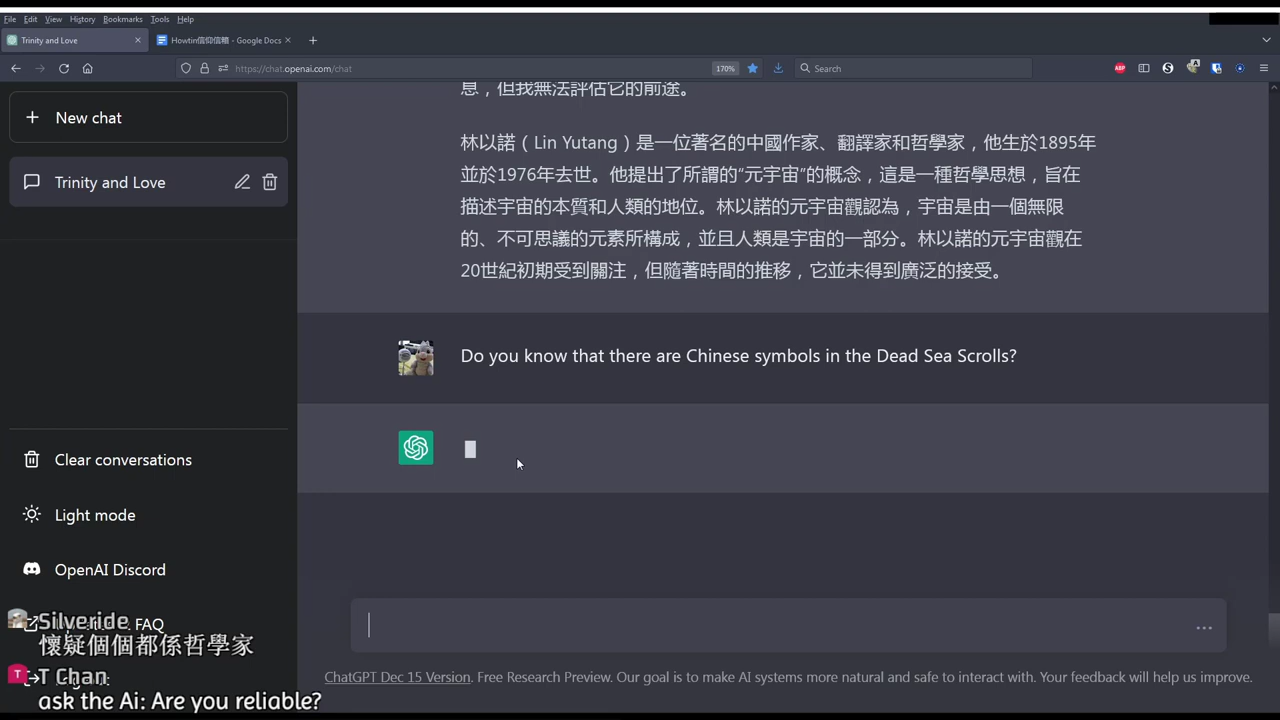 File Edit View History Bookmarks Tools Help
Trinity and Love
Howtin信仰信賴 - Google Docs
https://chat.openai.com/chat
170%
Search
New chat
Trinity and Love
息，但我無法評估它的前途。
林以諾（Lin Yutang）是一位著名的中國作家、翻譯家和哲學家，他生於1895年
並於1976年去世。他提出了所謂的“元宇宙”的概念，這是一種哲學思想，旨在
描述宇宙的本質和人類的地位。林以諾的元宇宙觀認為，宇宙是由一個無限
的、不可思議的元素所構成，並且人類是宇宙的一部分。林以諾的元宇宙觀在
20世紀初期受到關注，但隨著時間的推移，它並未得到廣泛的接受。
Do you know that there are Chinese symbols in the Dead Sea Scrolls?
Clear conversations
Light mode
OpenAI Discord
FAQ
Silveride
懷疑個個都係哲學家
T Chan
ask the Ai: Are you reliable?
ChatGPT Dec 15 Version. Free Research Preview. Our goal is to make AI systems more natural and safe to interact with. Your feedback will help us improve.